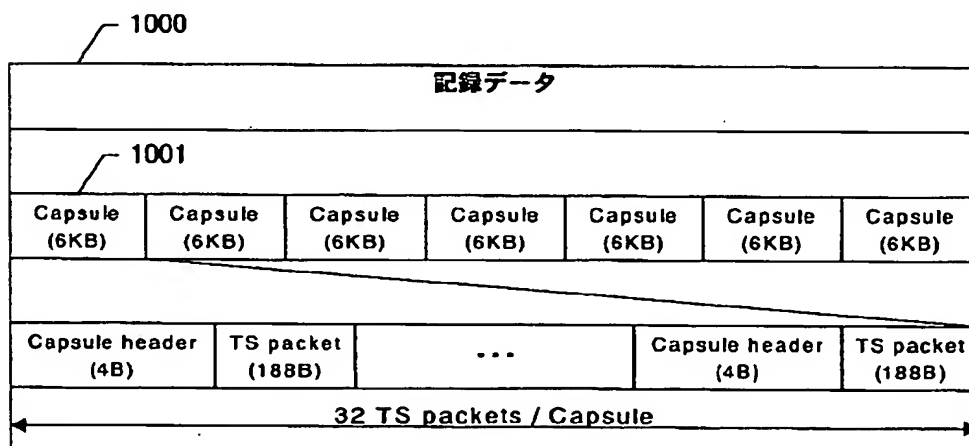 1000
記録データ
1001
Capsule Capsule Capsule Capsule Capsule Capsule Capsule
(6KB) (6KB) (6KB) (6KB) (6KB) (6KB) (6KB)
Capsule header TS packet ... Capsule header TS packet
(4B) (188B) (4B) (188B)
32 TS packets / Capsule